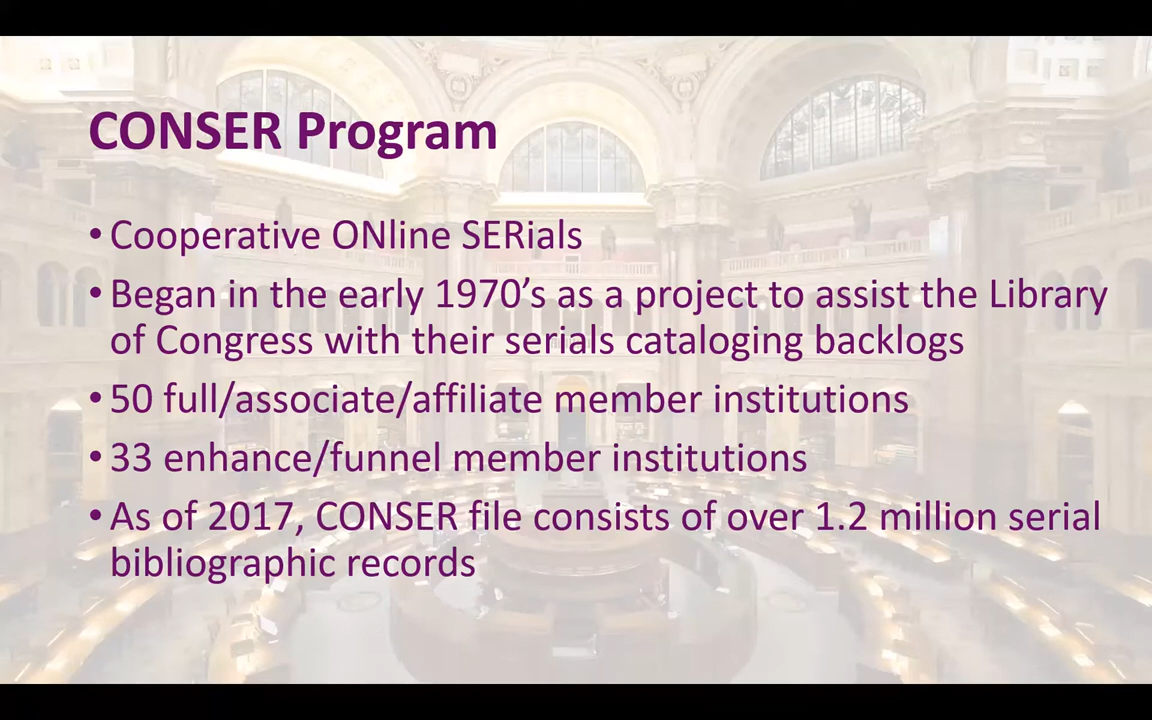 CONSER Program
• Cooperative ONline SERials
• Began in the early 1970’s as a project to assist the Library
of Congress with their serials cataloging backlogs
• 50 full/associate/affiliate member institutions
• 33 enhance/funnel member institutions
• As of 2017, CONSER file consists of over 1.2 million serial
bibliographic records